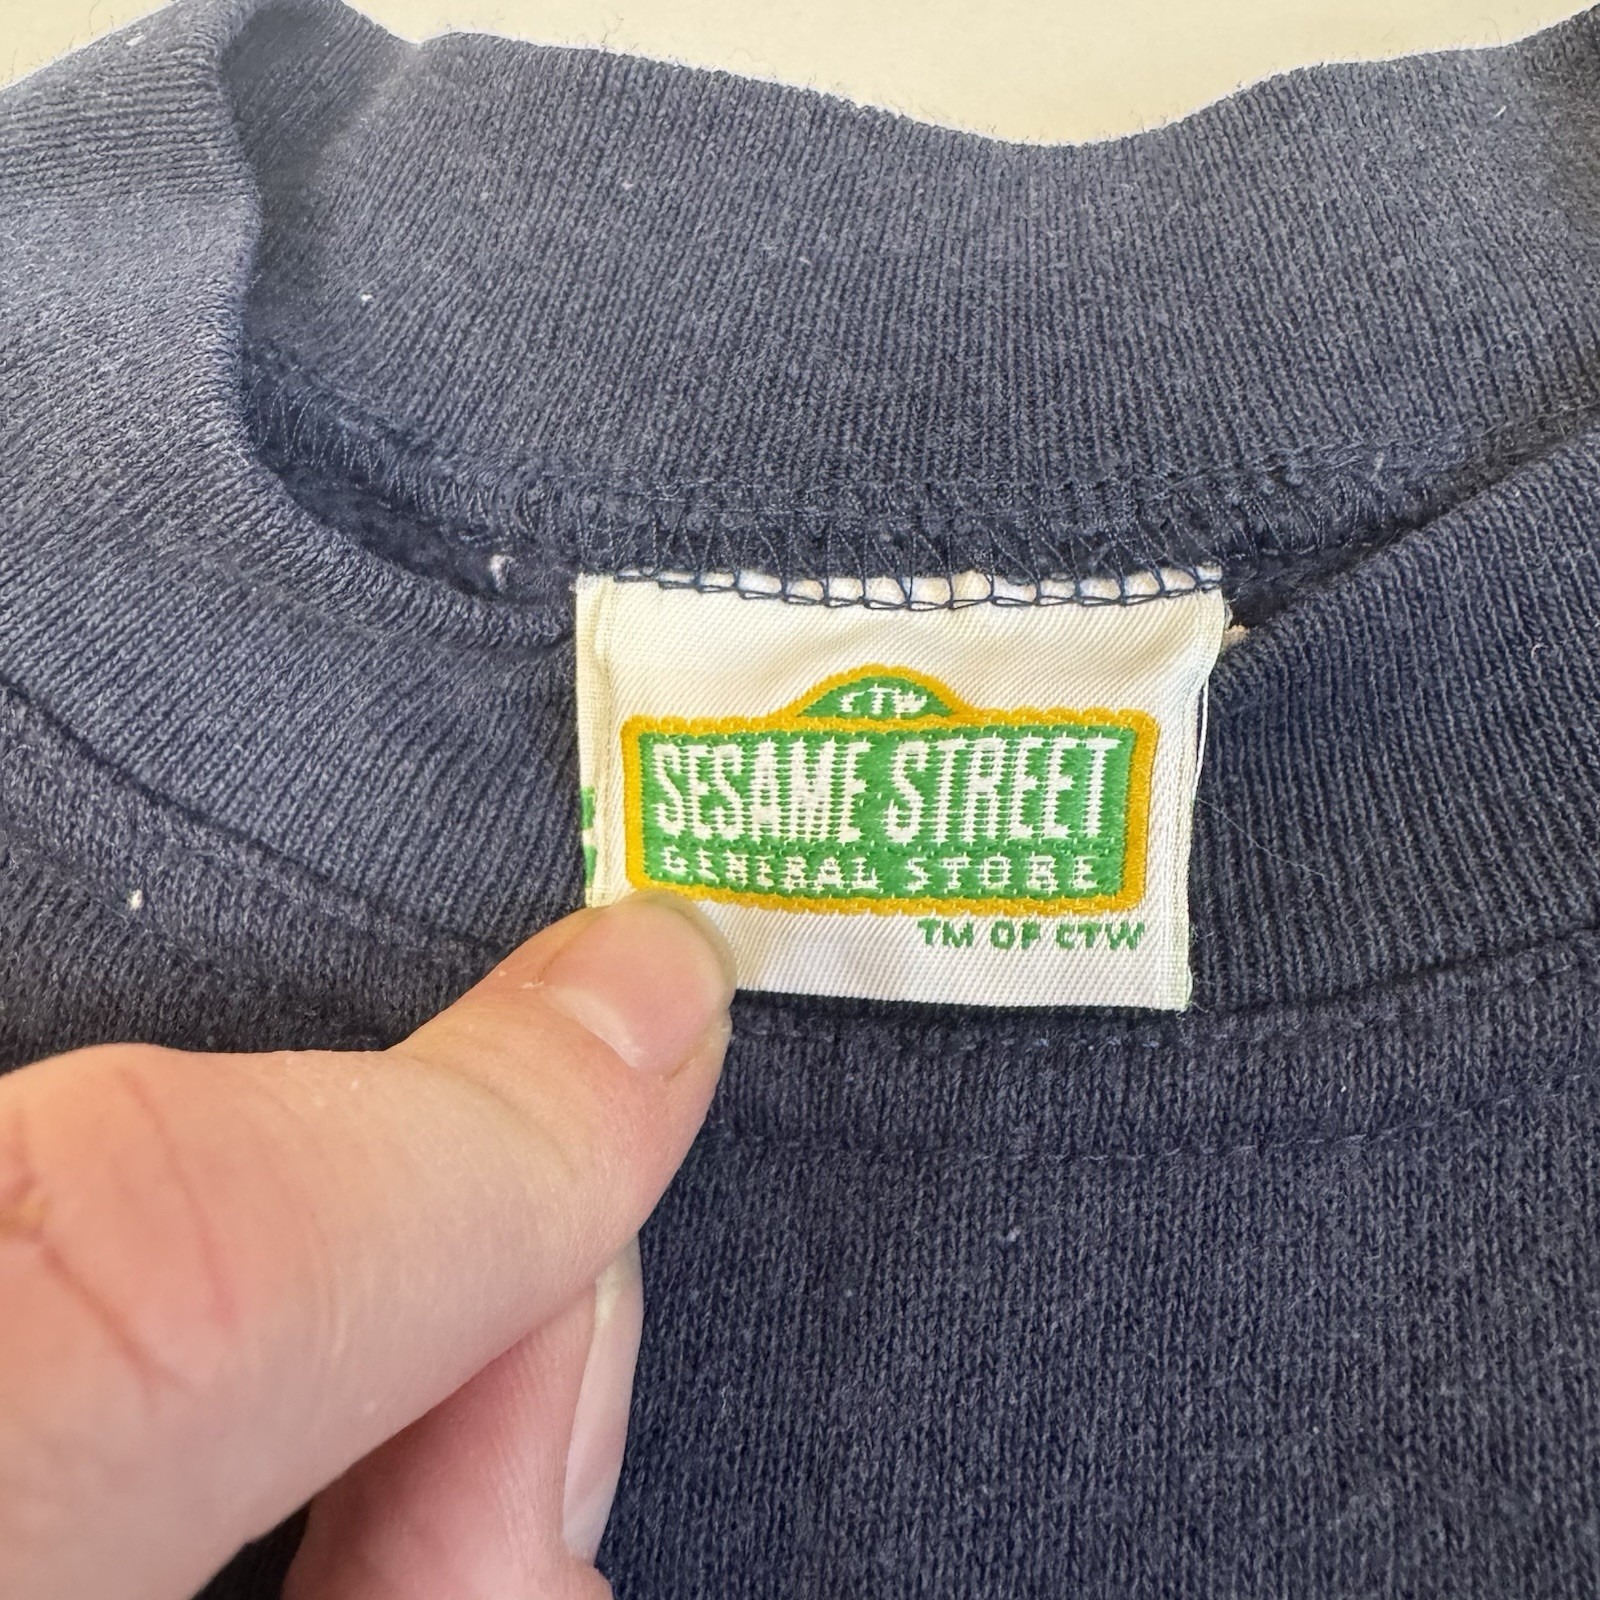 CTW
SESAME STREET
GENERAL STORE
TM OF CTW